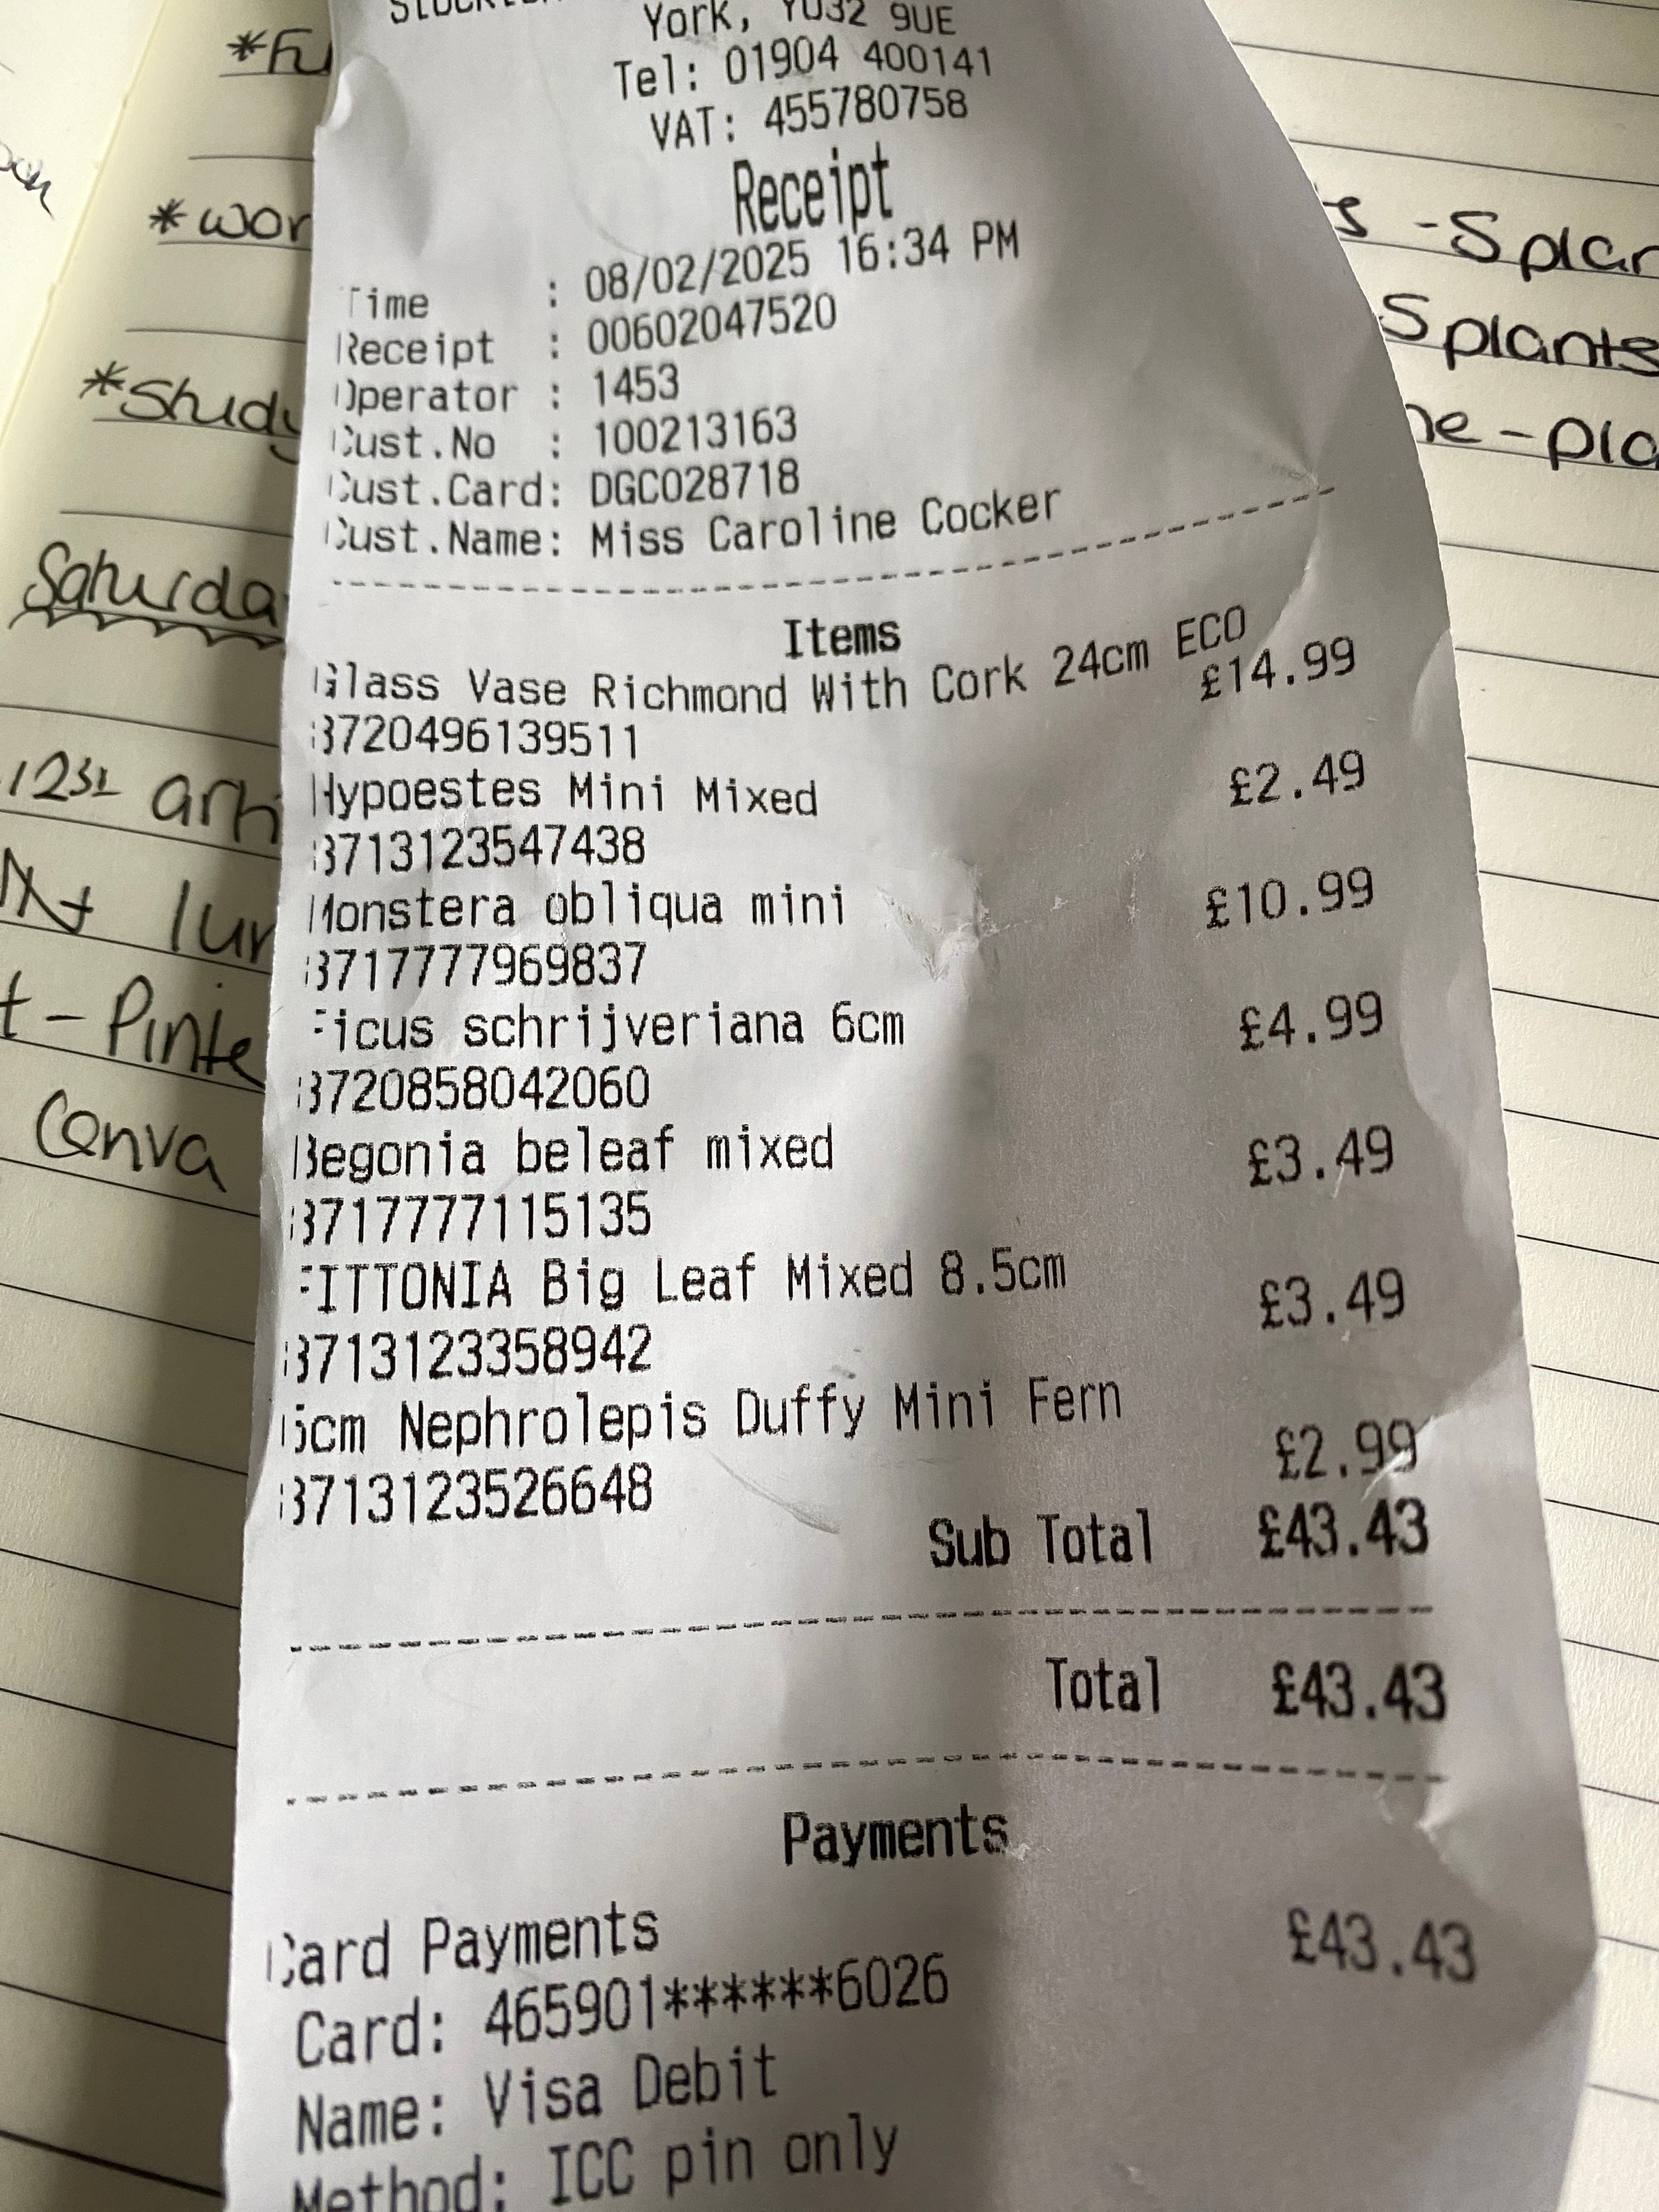 York, YO32 9UE
Tel: 01904 400141
VAT: 455780758
Receipt
Time : 08/02/2025 16:34 PM
Receipt : 00602047520
Operator : 1453
Cust.No : 100213163
Cust.Card: DGC028718
Cust.Name: Miss Caroline Cocker
Items
Glass Vase Richmond With Cork 24cm ECO
8720496139511 £14.99
Hypoestes Mini Mixed
8713123547438 £2.49
Monstera obliqua mini
8717777969837 £10.99
Ficus schrijveriana 6cm
8720858042060 £4.99
Begonia beleaf mixed
8717777115135 £3.49
FITTONIA Big Leaf Mixed 8.5cm
8713123358942 £3.49
6cm Nephrolepis Duffy Mini Fern
8713123526648 £2.99
Sub Total £43.43
Total £43.43
Payments
Card Payments £43.43
Card: 465901******6026
Name: Visa Debit
Method: ICC pin only
*Study
Saturda
Canva
plants